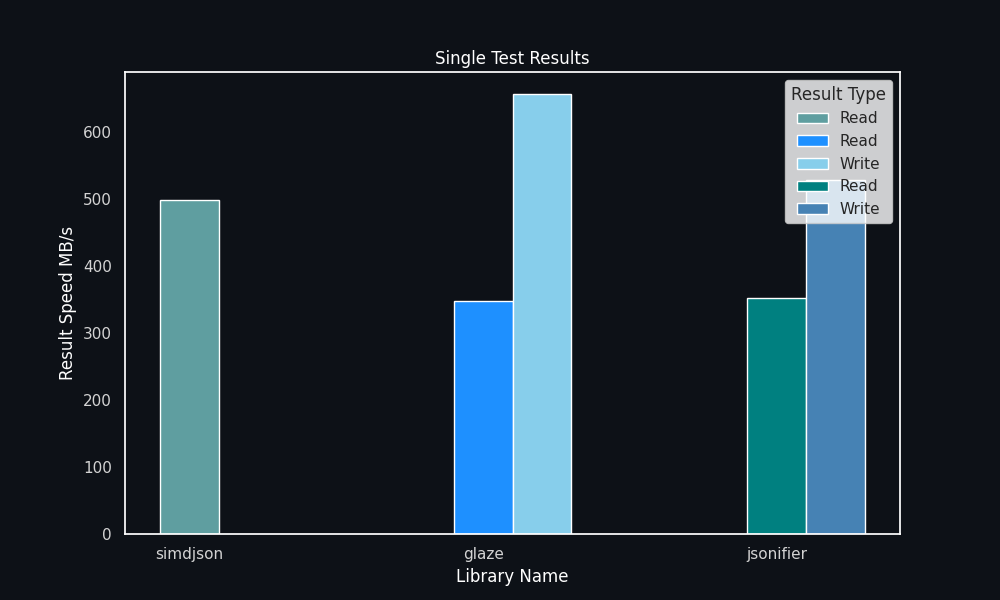 Single Test Results
Result Type
Read
Read
Write
Read
Write
600
500
400
300
200
100
0
Result Speed MB/s
simdjson
glaze
jsonifier
Library Name